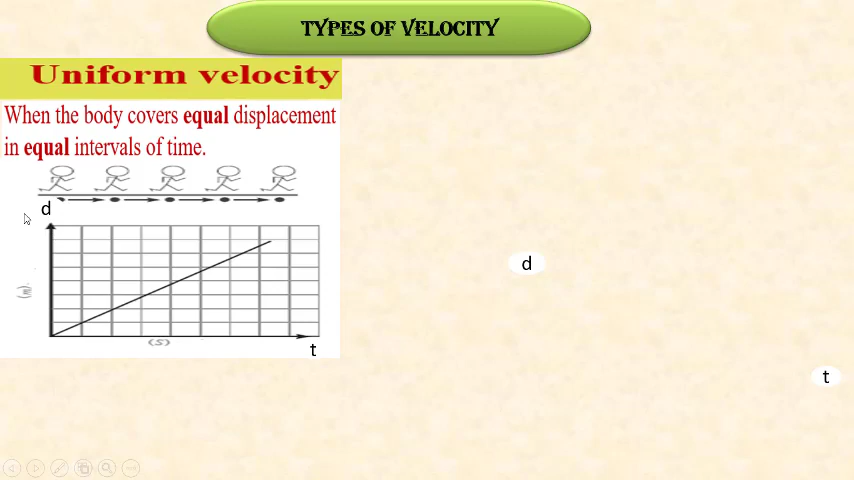 TYPES OF VELOCITY
Uniform velocity
When the body covers equal displacement
in equal intervals of time.
d
(m)
(S)
t
d
t